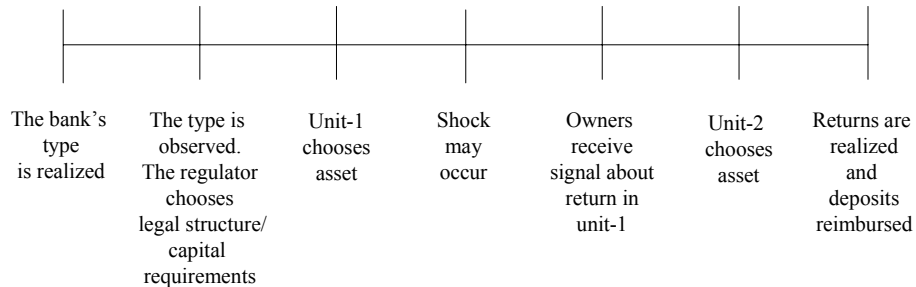 The bank’s
type
is realized
The type is
observed.
The regulator
chooses
legal structure/
capital
requirements
Unit-1
chooses
asset
Shock
may
occur
Owners
receive
signal about
return in
unit-1
Unit-2
chooses
asset
Returns are
realized
and
deposits
reimbursed